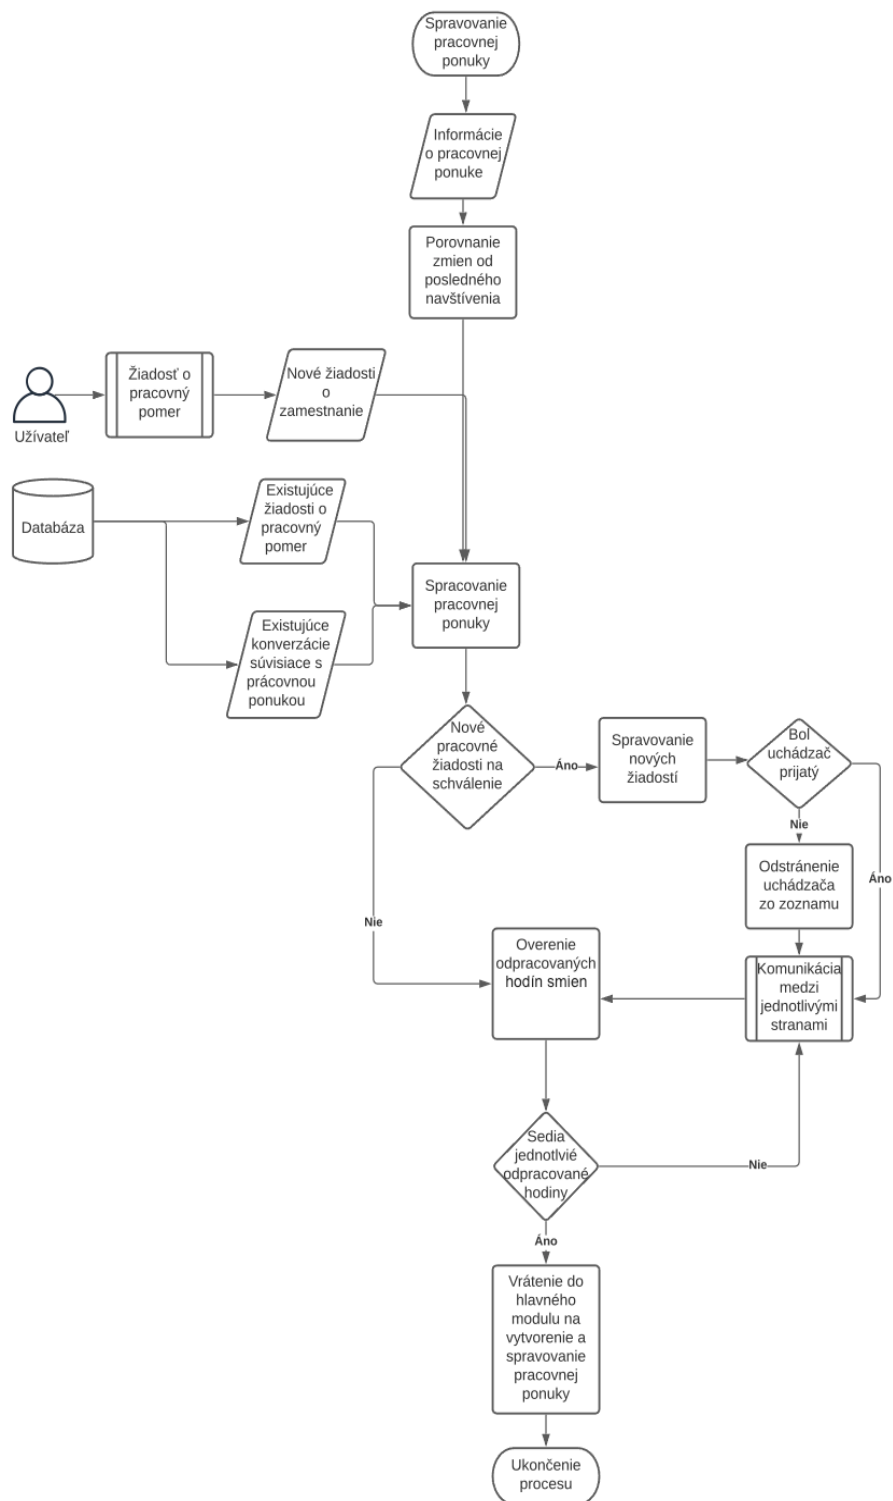 Spravovanie
pracovnej
ponuky
Informácie
o pracovnej
ponuke
Porovnanie
zmien od
posledného
navštívenia
Užívateľ
Žiadosť o
pracovný
pomer
Nové žiadosti
o
zamestnanie
Databáza
Existujúce
žiadosti o
pracovný
pomer
Existujúce
konverzácie
súvisiace s
prácovnou
ponukou
Spracovanie
pracovnej
ponuky
Nové
pracovné
žiadosti na
schválenie
Áno
Spravovanie
nových
žiadostí
Bol
uchádzač
prijatý
Nie
Áno
Odstránenie
uchádzača
zo zoznamu
Nie
Overenie
odpracovaných
hodín smien
Komunikácia
medzi
jednotlivými
stranami
Sedia
jednotlvié
odpracované
hodiny
Nie
Áno
Vrátenie do
hlavného
modulu na
vytvorenie a
spravovanie
pracovnej
ponuky
Ukončenie
procesu